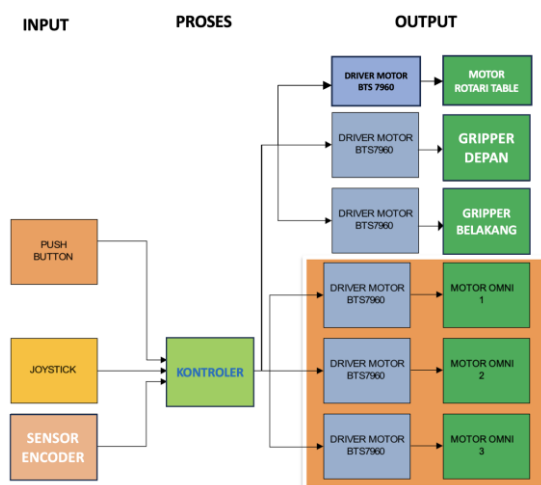 INPUT
PROSES
OUTPUT
DRIVER MOTOR
BTS 7960
MOTOR
ROTARI TABLE
DRIVER MOTOR
BTS7960
GRIPPER
DEPAN
DRIVER MOTOR
BTS7960
GRIPPER
BELAKANG
PUSH
BUTTON
DRIVER MOTOR
BTS7960
MOTOR OMNI
1
JOYSTICK
KONTROLER
DRIVER MOTOR
BTS7960
MOTOR OMNI
2
SENSOR
ENCODER
DRIVER MOTOR
BTS7960
MOTOR OMNI
3